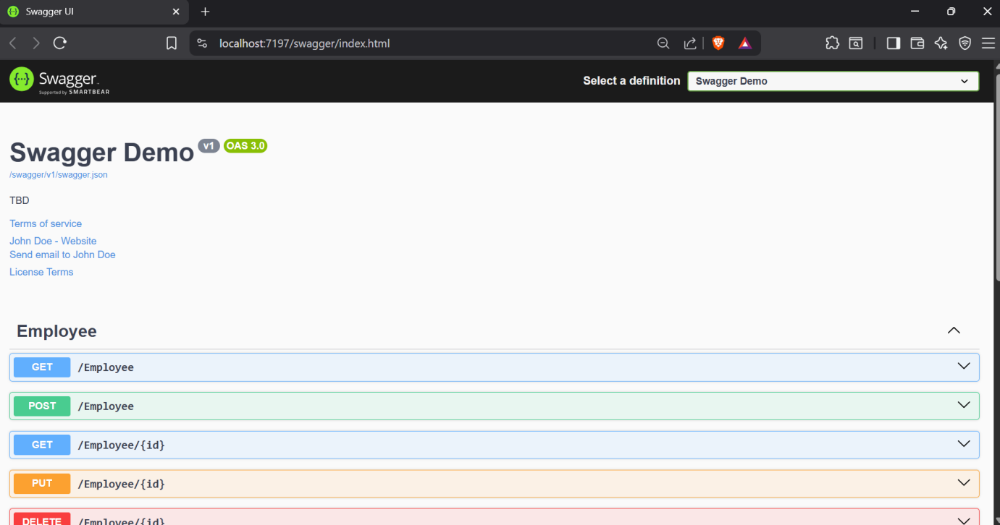 Swagger UI
localhost:7197/swagger/index.html
Swagger
Supported by SMARTBEAR
Select a definition
Swagger Demo
Swagger Demo v1 OAS 3.0
/swagger/v1/swagger.json
TBD
Terms of service
John Doe - Website
Send email to John Doe
License Terms
Employee
GET /Employee
POST /Employee
GET /Employee/{id}
PUT /Employee/{id}
DELETE /Employee/{id}